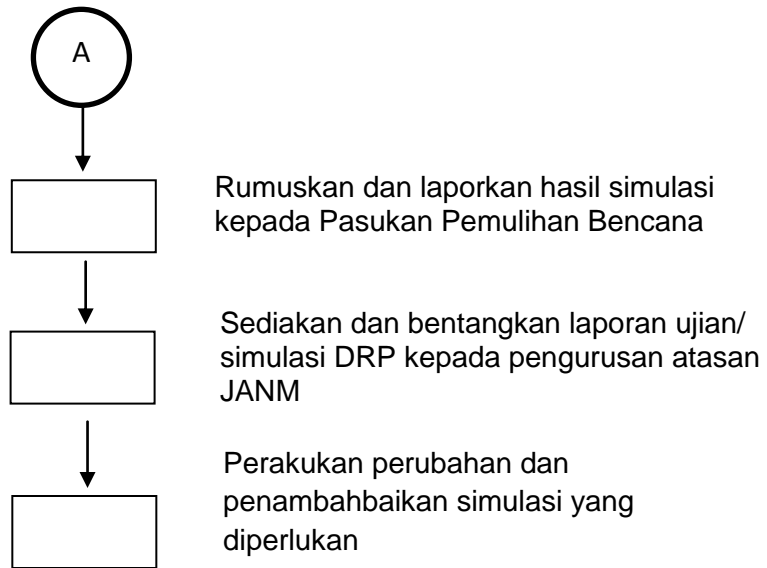 A
Rumuskan dan laporkan hasil simulasi
kepada Pasukan Pemulihan Bencana
Sediakan dan bentangkan laporan ujian/
simulasi DRP kepada pengurusan atasan
JANM
Perakukan perubahan dan
penambahbaikan simulasi yang
diperlukan